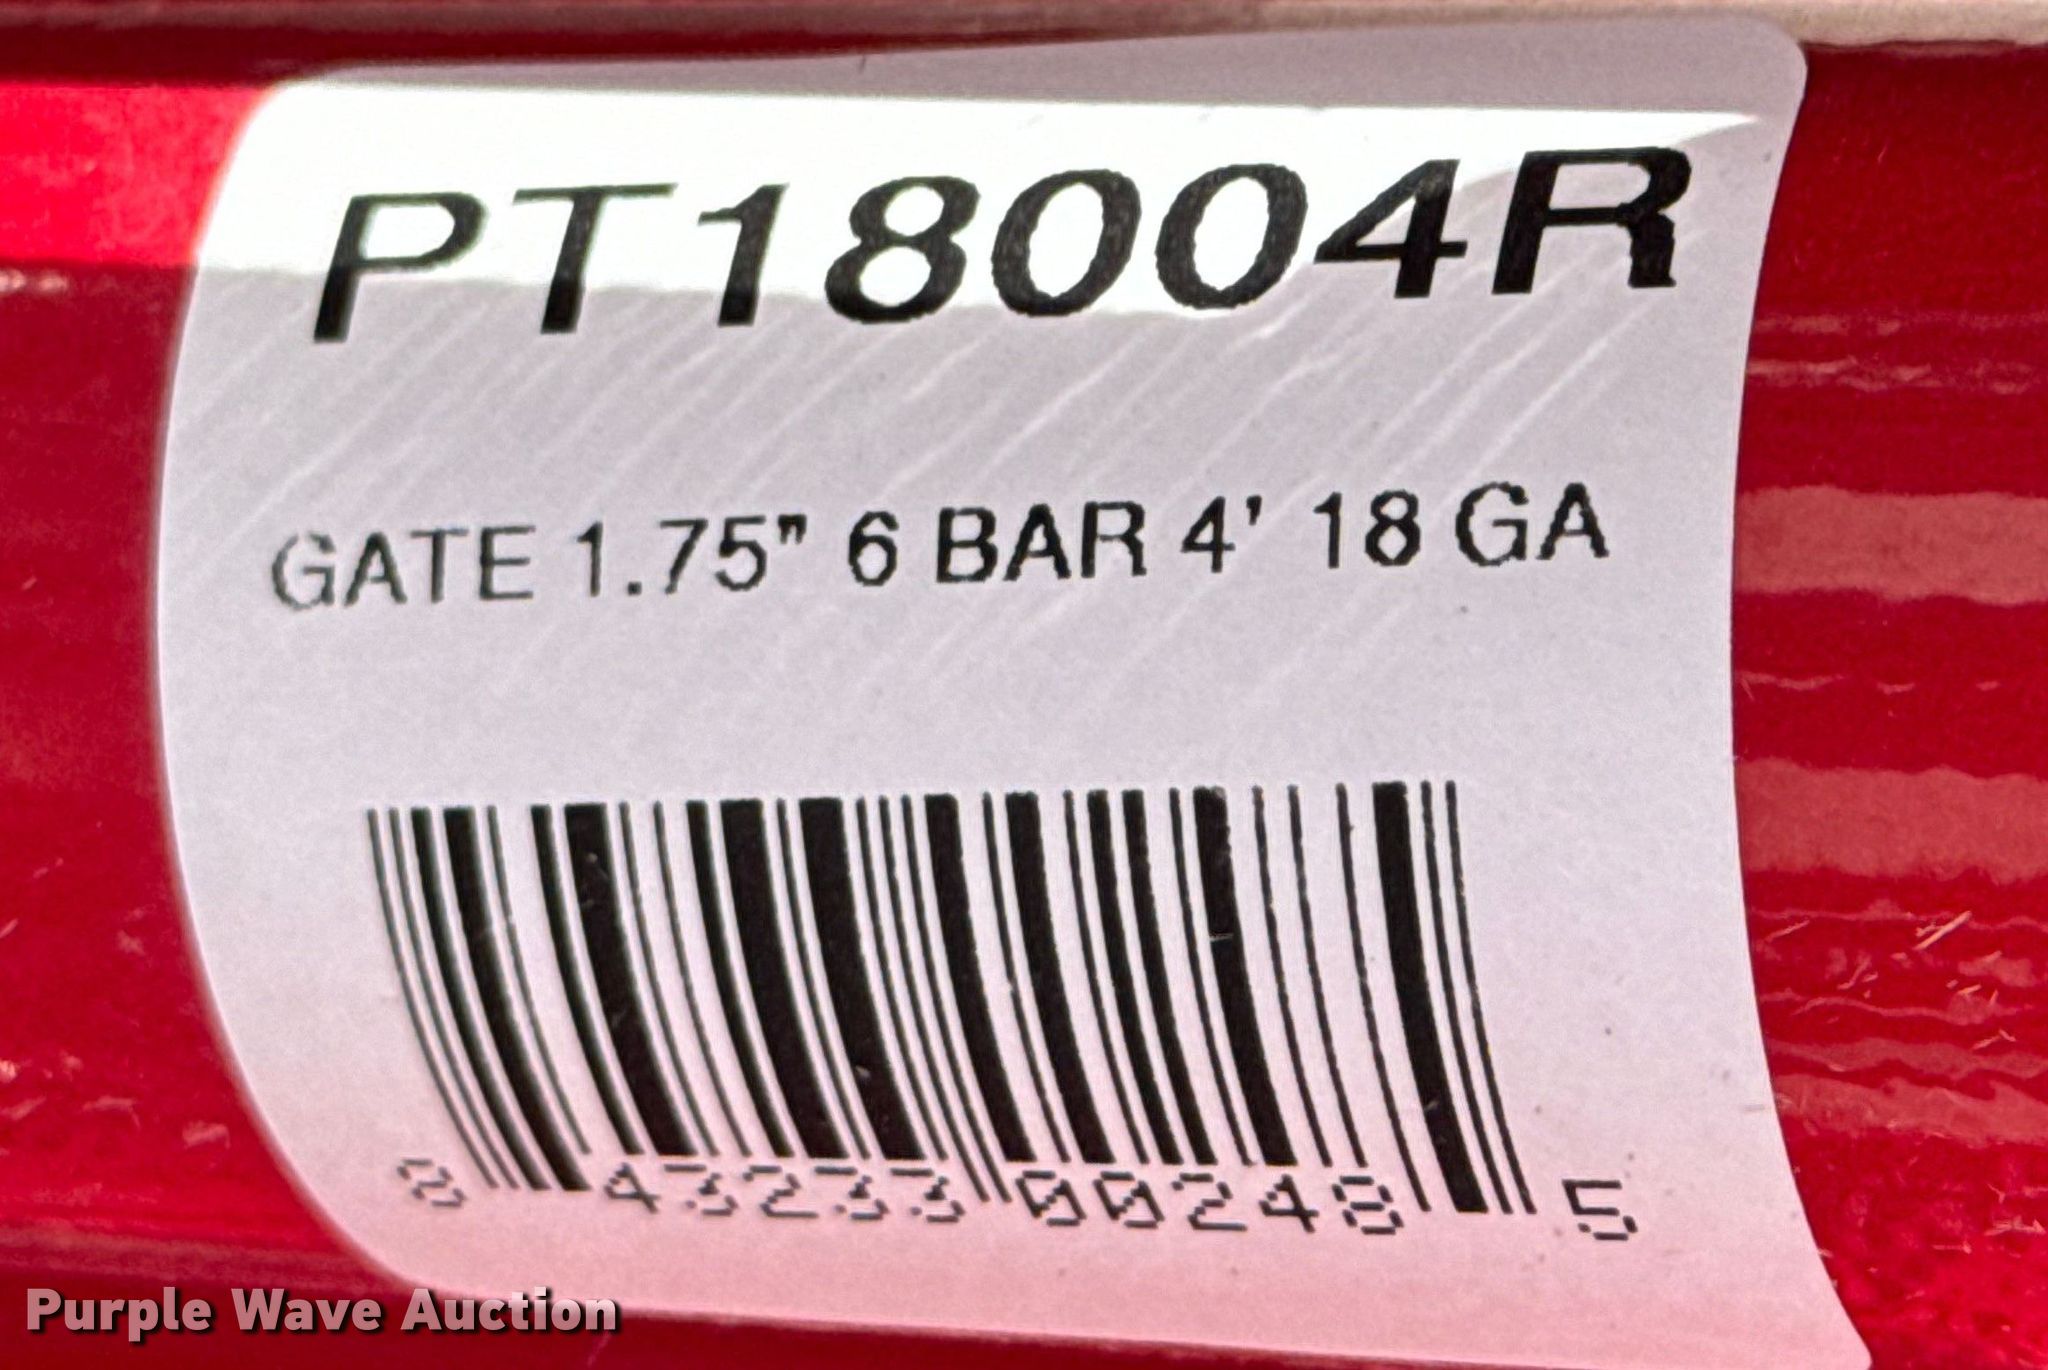 PT18004R
GATE 1.75" 6 BAR 4' 18 GA
0 43233 00248 5
Purple Wave Auction